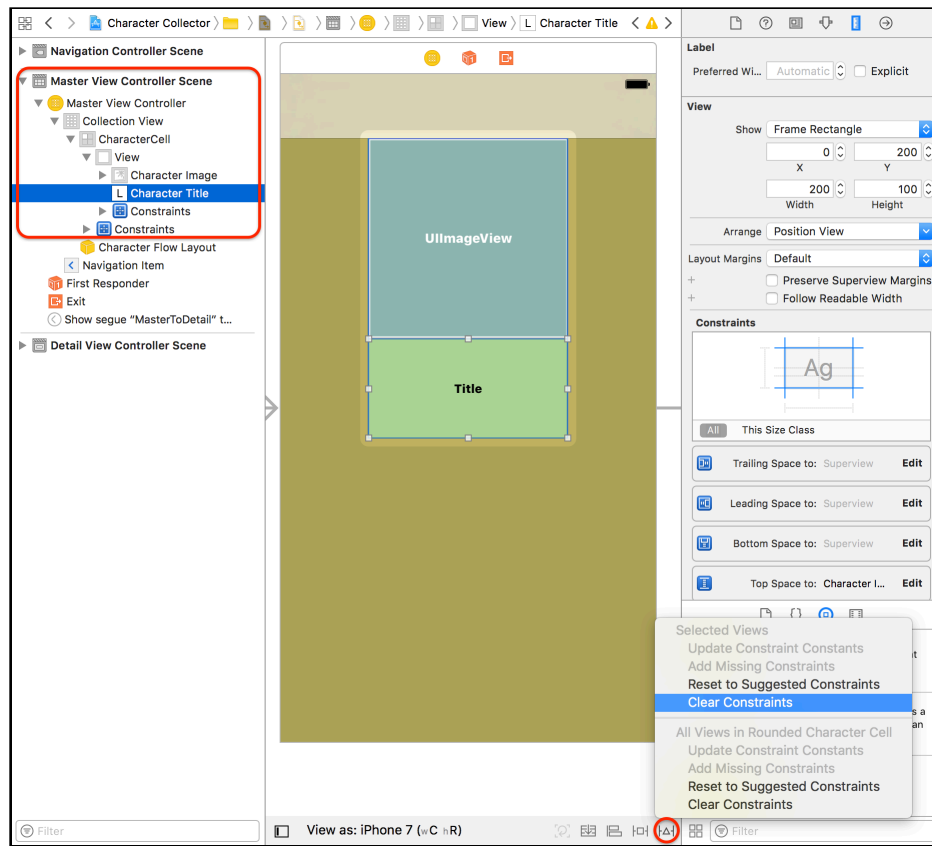 Character Collector
View
L Character Title
Navigation Controller Scene
Master View Controller Scene
Master View Controller
Collection View
CharacterCell
View
Character Image
L Character Title
Constraints
Constraints
Character Flow Layout
Navigation Item
First Responder
Exit
Show segue “MasterToDetail” t...
Detail View Controller Scene
Filter
UIImageView
Title
View as: iPhone 7 (wC hR)
Label
Preferred Wi... Automatic Explicit
View
Show Frame Rectangle
0 200
X Y
200 100
Width Height
Arrange Position View
Layout Margins Default
Preserve Superview Margins
Follow Readable Width
Constraints
Ag
All This Size Class
Trailing Space to: Superview Edit
Leading Space to: Superview Edit
Bottom Space to: Superview Edit
Top Space to: Character I... Edit
Selected Views
Update Constraint Constants
Add Missing Constraints
Reset to Suggested Constraints
Clear Constraints
All Views in Rounded Character Cell
Update Constraint Constants
Add Missing Constraints
Reset to Suggested Constraints
Clear Constraints
s a
an
Filter